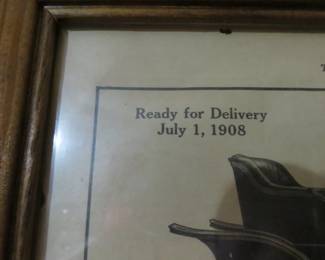 Ready for Delivery
July 1, 1908